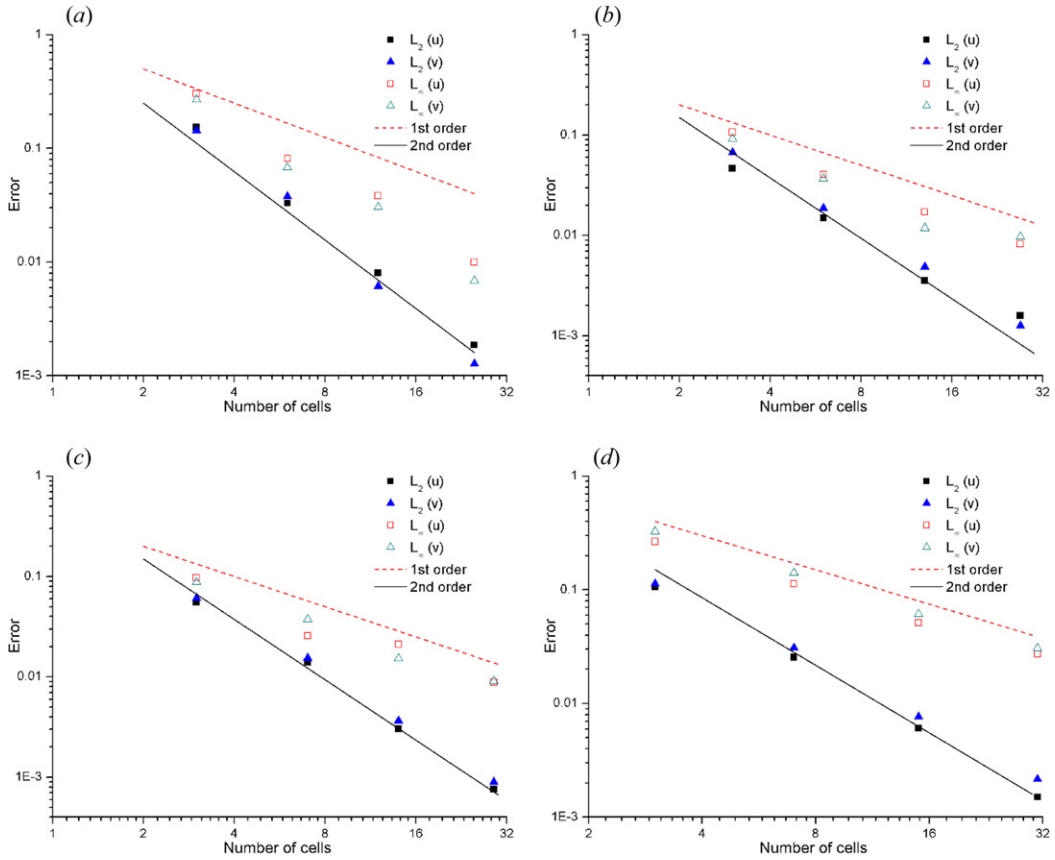 (a)
L2 (u)
L2 (v)
L∞ (u)
L∞ (v)
1st order
2nd order
1
0.1
0.01
1E-3
Error
1 2 4 8 16 32
Number of cells
(b)
L2 (u)
L2 (v)
L∞ (u)
L∞ (v)
1st order
2nd order
1
0.1
0.01
1E-3
Error
1 2 4 8 16 32
Number of cells
(c)
L2 (u)
L2 (v)
L∞ (u)
L∞ (v)
1st order
2nd order
1
0.1
0.01
1E-3
Error
1 2 4 8 16 32
Number of cells
(d)
L2 (u)
L2 (v)
L∞ (u)
L∞ (v)
1st order
2nd order
1
0.1
0.01
1E-3
Error
2 4 8 16 32
Number of cells